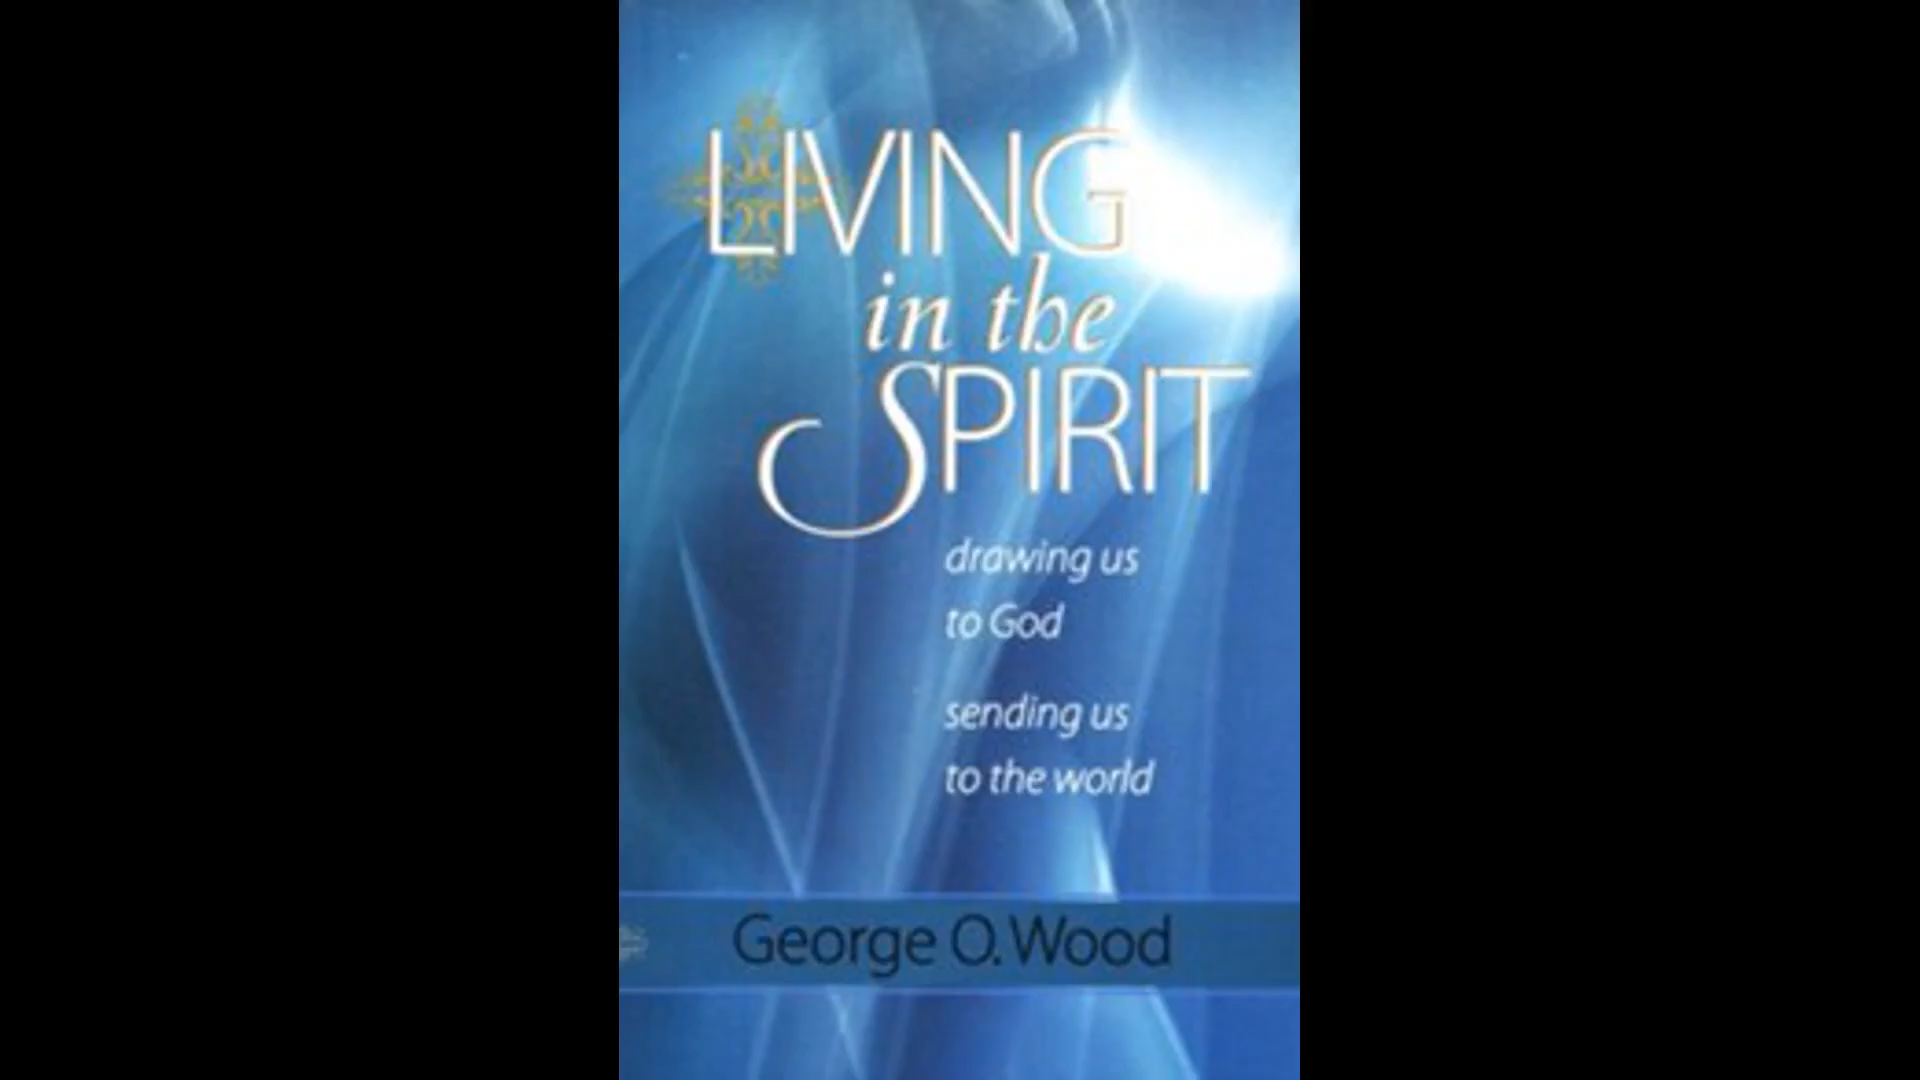 LIVING
in the
SPIRIT
drawing us
to God
sending us
to the world
George O. Wood